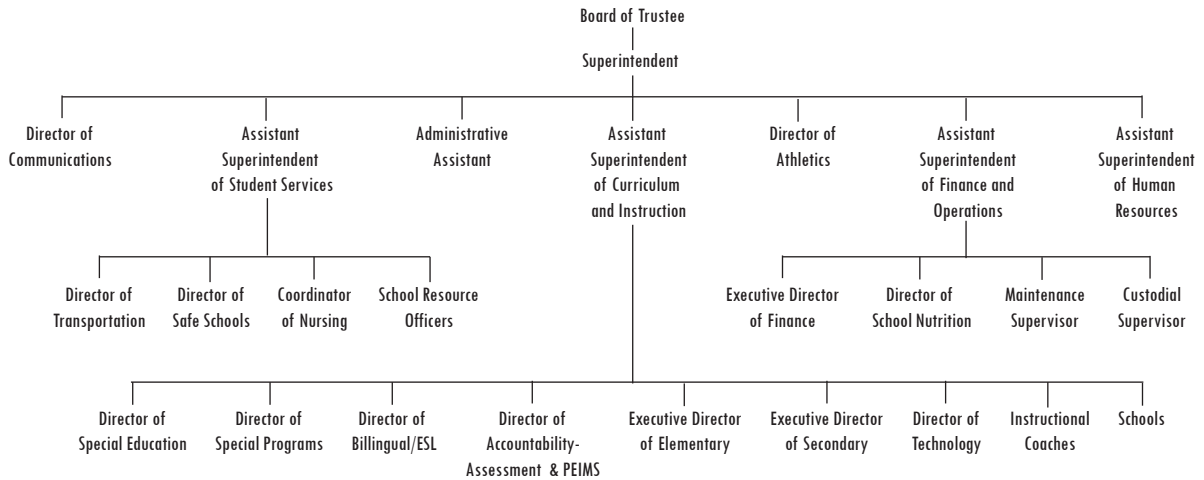 Board of Trustee
Superintendent
Director of
Communications
Assistant
Superintendent
of Student Services
Administrative
Assistant
Assistant
Superintendent
of Curriculum
and Instruction
Director of
Athletics
Assistant
Superintendent
of Finance and
Operations
Assistant
Superintendent
of Human
Resources
Director of
Transportation
Director of
Safe Schools
Coordinator
of Nursing
School Resource
Officers
Executive Director
of Finance
Director of
School Nutrition
Maintenance
Supervisor
Custodial
Supervisor
Director of
Special Education
Director of
Special Programs
Director of
Billingual/ESL
Director of
Accountability-
Assessment & PEIMS
Executive Director
of Elementary
Executive Director
of Secondary
Director of
Technology
Instructional
Coaches
Schools